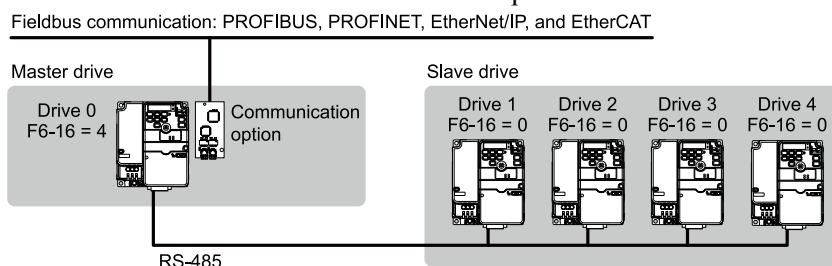 Fieldbus communication: PROFIBUS, PROFINET, EtherNet/IP, and EtherCAT
Master drive
Drive 0
F6-16 = 4
Communication
option
Slave drive
Drive 1
F6-16 = 0
Drive 2
F6-16 = 0
Drive 3
F6-16 = 0
Drive 4
F6-16 = 0
RS-485